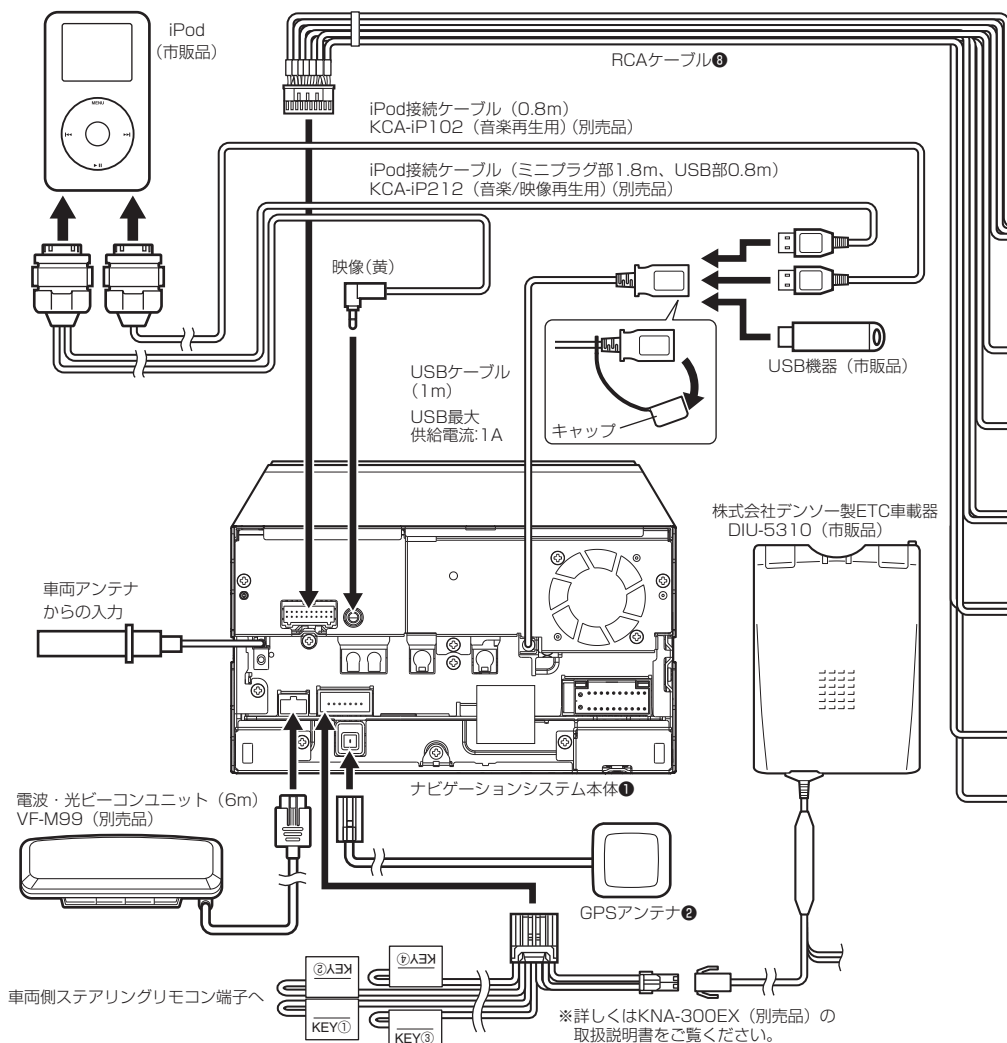 iPod
（市販品）
MENU
RCAケーブル❽
iPod接続ケーブル（0.8m）
KCA-iP102（音楽再生用）（別売品）
iPod接続ケーブル（ミニプラグ部1.8m、USB部0.8m）
KCA-iP212（音楽/映像再生用）（別売品）
映像（黄）
USBケーブル
（1m）
USB最大
供給電流:1A
キャップ
USB機器（市販品）
株式会社デンソー製ETC車載器
DIU-5310（市販品）
車両アンテナ
からの入力
ナビゲーションシステム本体❶
電波・光ビーコンユニット（6m）
VF-M99（別売品）
GPSアンテナ❷
KEY②
KEY④
車両側ステアリングリモコン端子へ
KEY①
KEY③
※詳しくはKNA-300EX（別売品）の
取扱説明書をご覧ください。